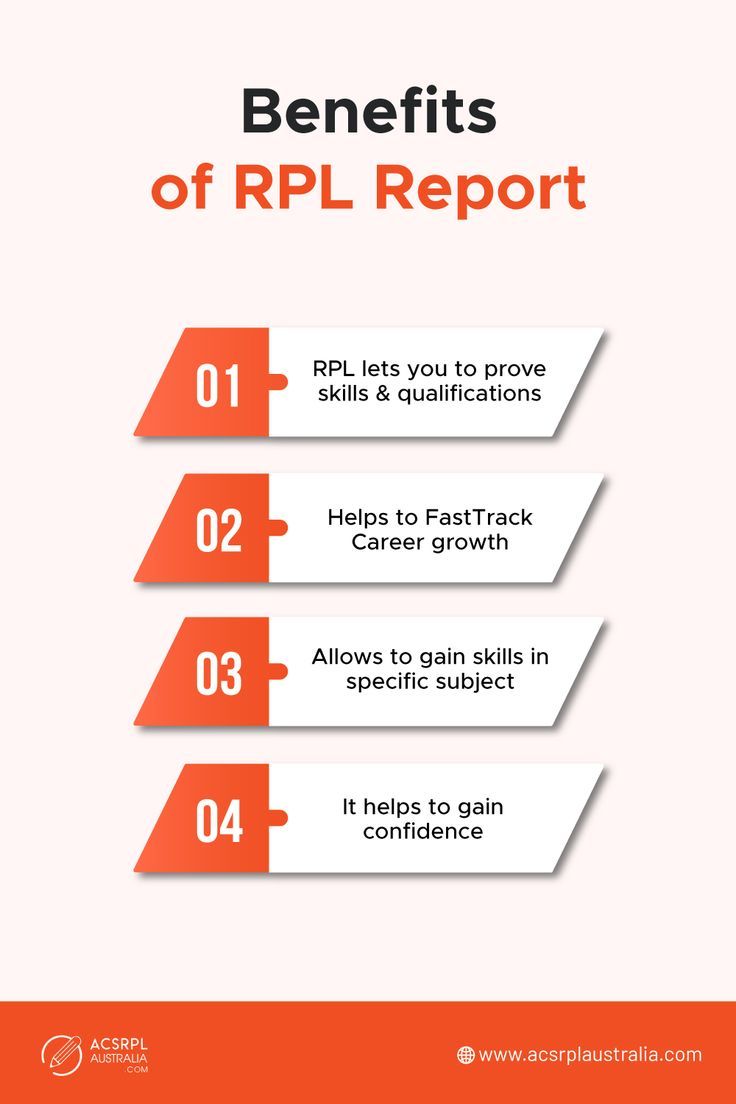 Benefits
of RPL Report
01
RPL lets you to prove
skills & qualifications
02
Helps to FastTrack
Career growth
03
Allows to gain skills in
specific subject
04
It helps to gain
confidence
ACSRPL
AUSTRALIA
.COM
www.acsrplaustralia.com